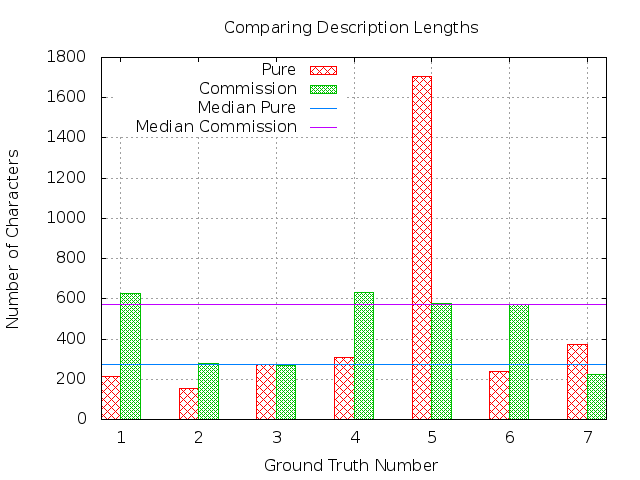 Comparing Description Lengths
Pure
Commission
Median Pure
Median Commission
1800
1600
1400
1200
1000
800
600
400
200
0
Number of Characters
1 2 3 4 5 6 7
Ground Truth Number